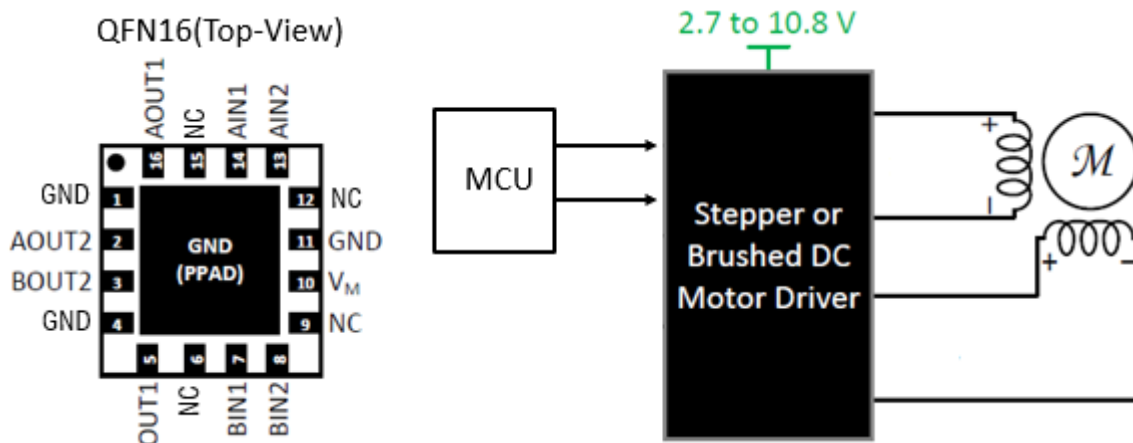 QFN16(Top-View)
2.7 to 10.8 V
AOUT1
NC
AIN1
AIN2
16
15
14
13
GND
1
AOUT2
2
BOUT2
3
GND
4
GND
(PPAD)
12
NC
11
GND
10
VM
9
NC
5
6
7
8
OUT1
NC
BIN1
BIN2
MCU
Stepper or
Brushed DC
Motor Driver
+
−
M
+
−